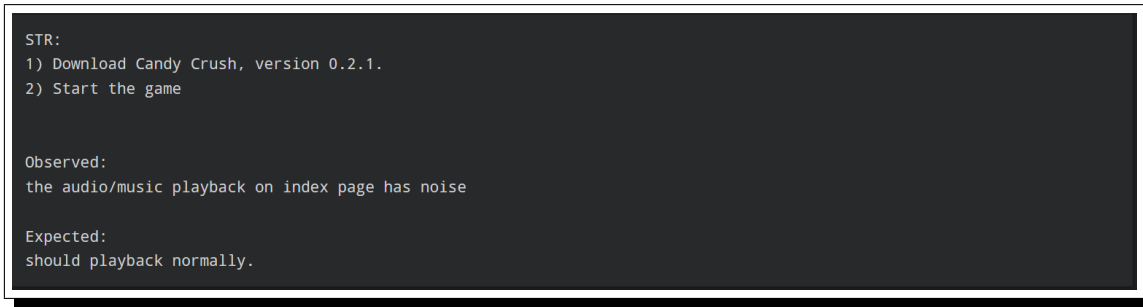 STR:
1) Download Candy Crush, version 0.2.1.
2) Start the game
Observed:
the audio/music playback on index page has noise
Expected:
should playback normally.